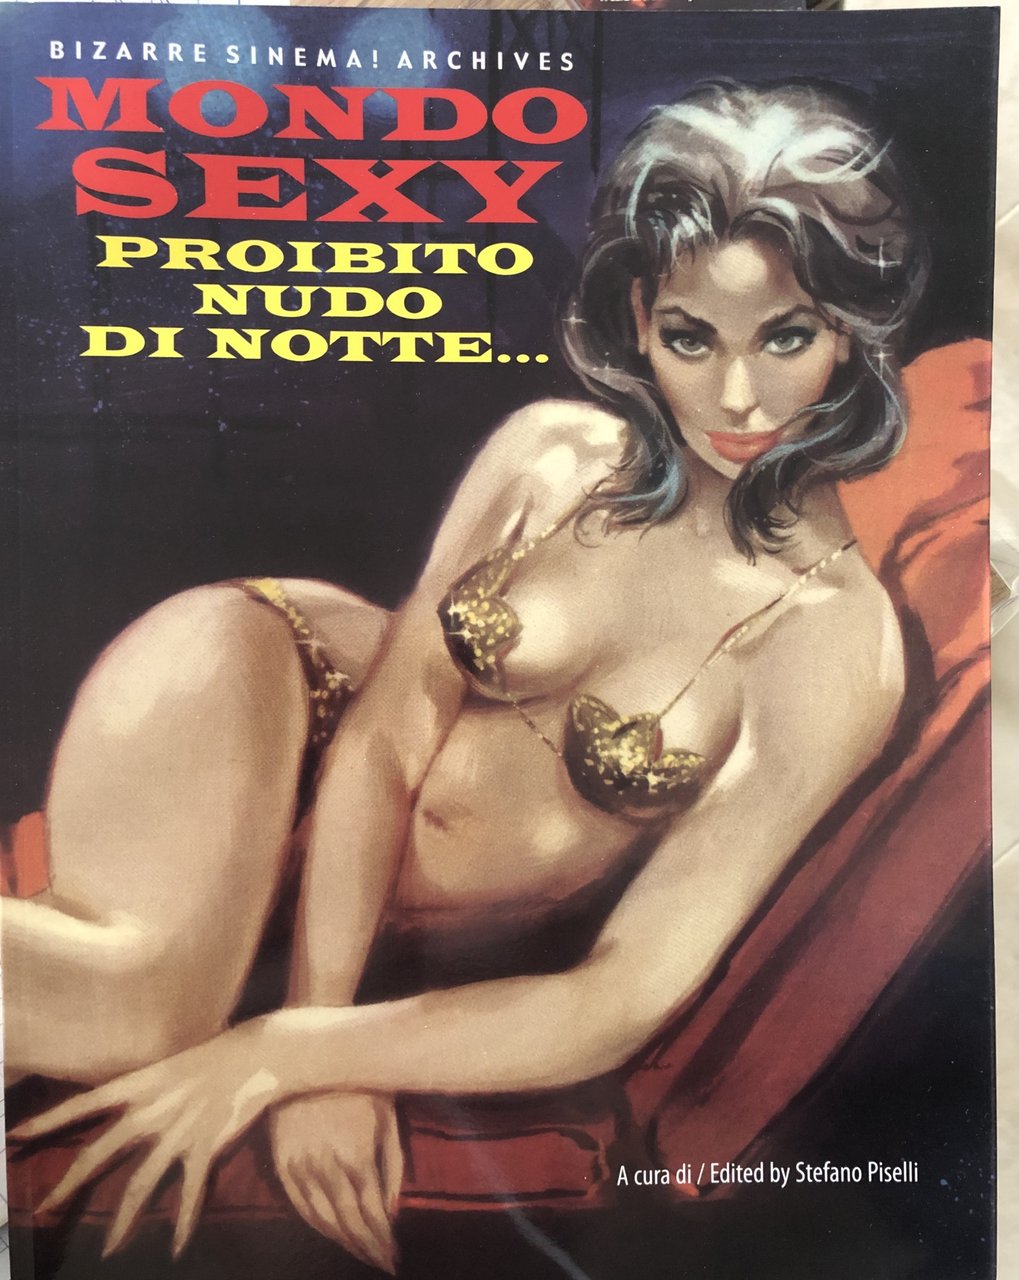 BIZARRE SINEMA! ARCHIVES
MONDO
SEXY
PROIBITO
NUDO
DI NOTTE...
A cura di / Edited by Stefano Piselli